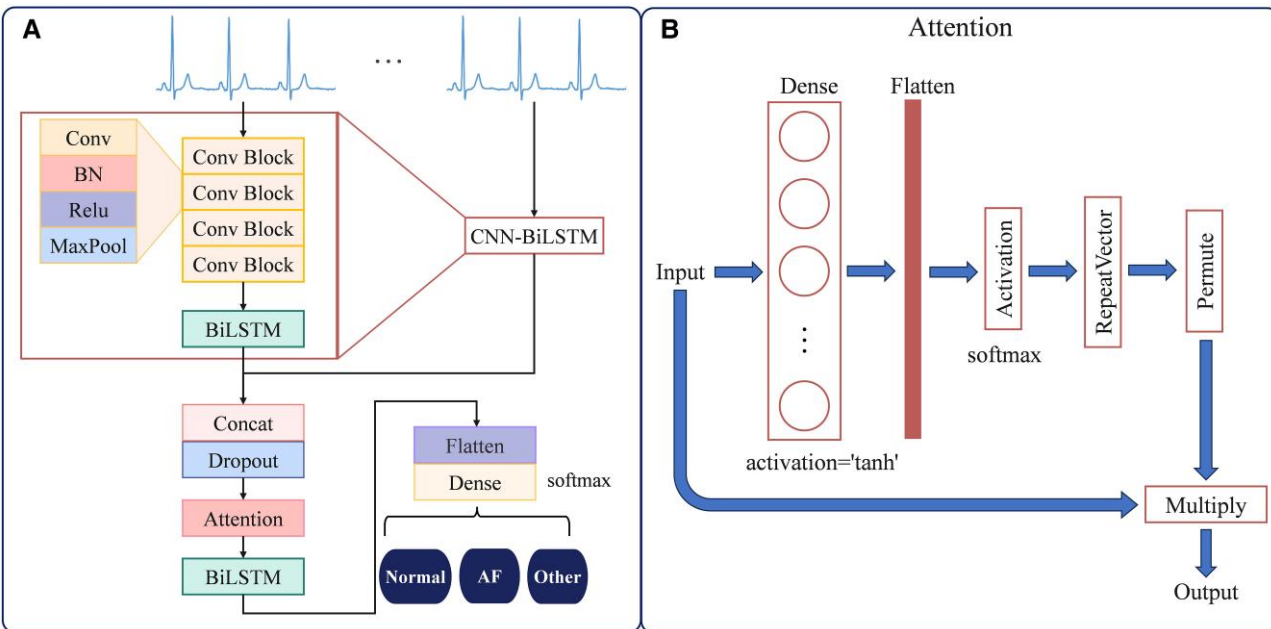 A
...
Conv
BN
Relu
MaxPool
Conv Block
Conv Block
Conv Block
Conv Block
BiLSTM
CNN-BiLSTM
Concat
Dropout
Attention
BiLSTM
Flatten
Dense
softmax
Normal
AF
Other
B
Attention
Dense
Flatten
Input
Activation
RepeatVector
Permute
softmax
activation='tanh'
Multiply
Output